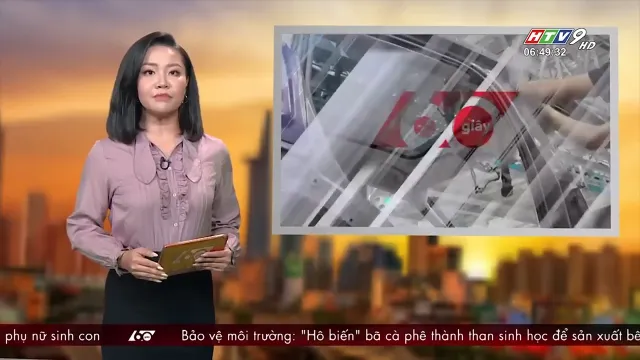 HTV9 HD
06:49:32
60 giây
phụ nữ sinh con 60 Bảo vệ môi trường: "Hô biến" bã cà phê thành than sinh học để sản xuất bê